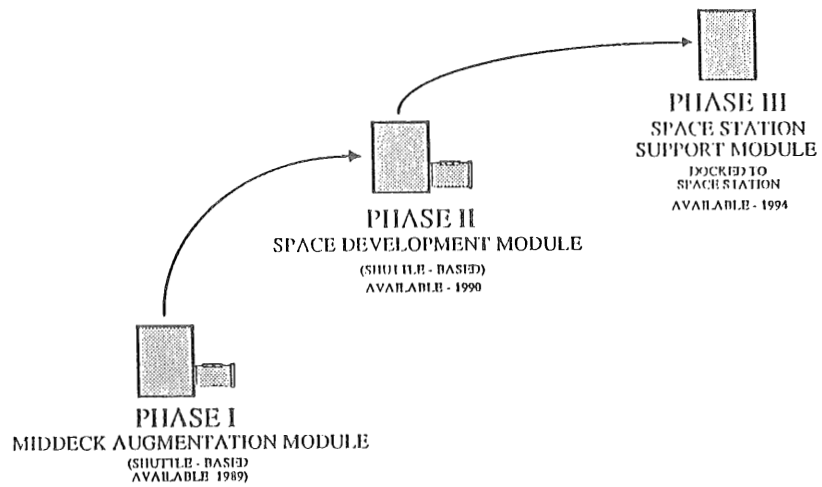 PHASE III
SPACE STATION
SUPPORT MODULE
DOCKED TO
SPACE STATION
AVAILABLE - 1994
PHASE II
SPACE DEVELOPMENT MODULE
(SHUTTLE - BASED)
AVAILABLE - 1990
PHASE I
MIDDECK AUGMENTATION MODULE
(SHUTTLE - BASED)
AVAILABLE 1989)